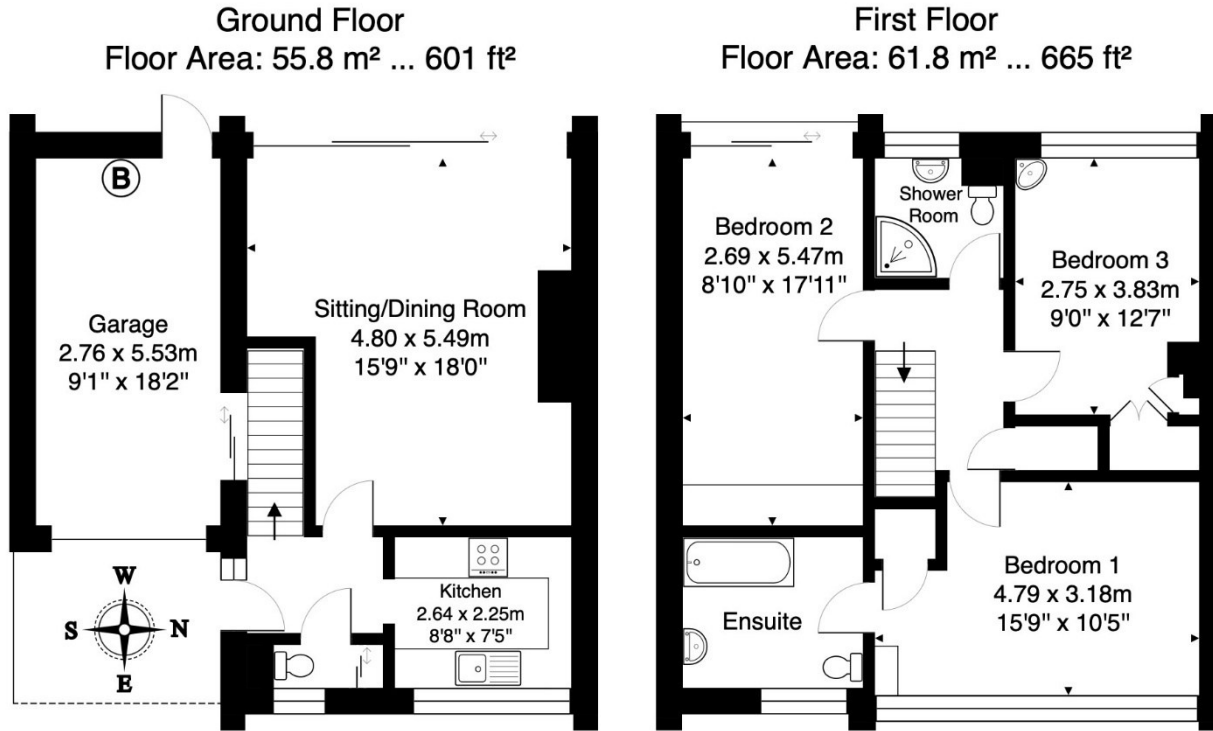 Ground Floor
Floor Area: 55.8 m² ... 601 ft²
B
Garage
2.76 x 5.53m
9'1" x 18'2"
Sitting/Dining Room
4.80 x 5.49m
15'9" x 18'0"
Kitchen
2.64 x 2.25m
8'8" x 7'5"
W
S N
E
First Floor
Floor Area: 61.8 m² ... 665 ft²
Bedroom 2
2.69 x 5.47m
8'10" x 17'11"
Shower
Room
Bedroom 3
2.75 x 3.83m
9'0" x 12'7"
Ensuite
Bedroom 1
4.79 x 3.18m
15'9" x 10'5"